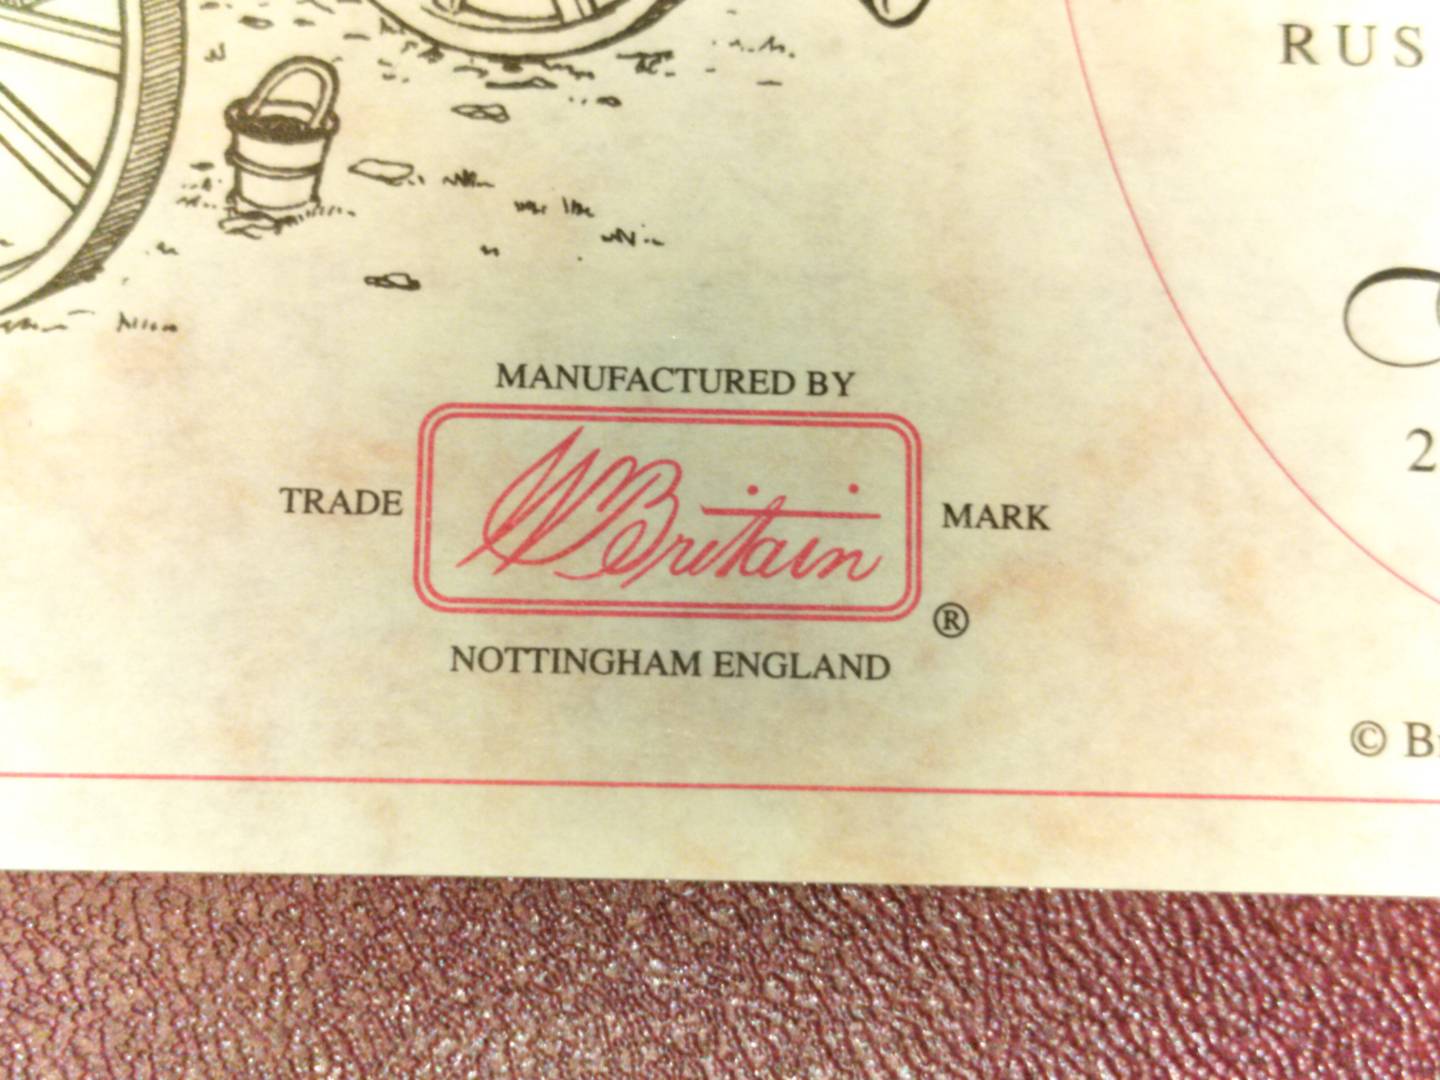 RUS
MANUFACTURED BY
TRADE
W Britain
MARK
®
NOTTINGHAM ENGLAND
2
©